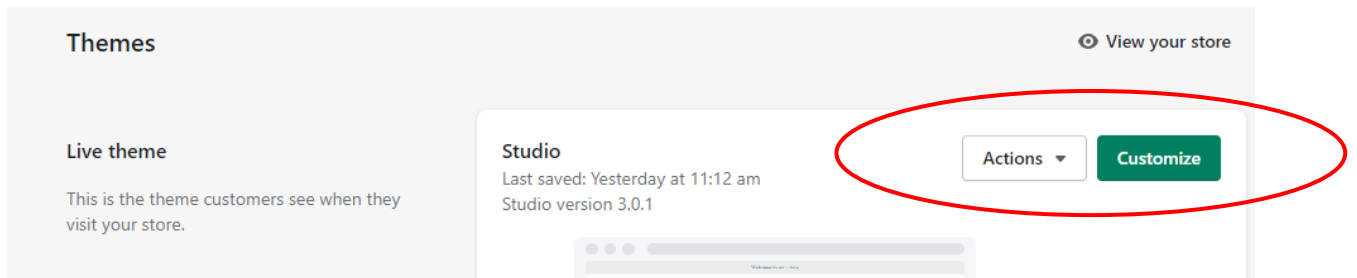 Themes
View your store
Live theme
This is the theme customers see when they
visit your store.
Studio
Last saved: Yesterday at 11:12 am
Studio version 3.0.1
Actions
Customize